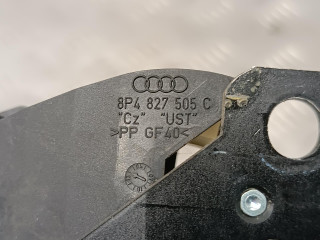 8P4 827 505 C
"Cz" "UST"
>PP GF40<